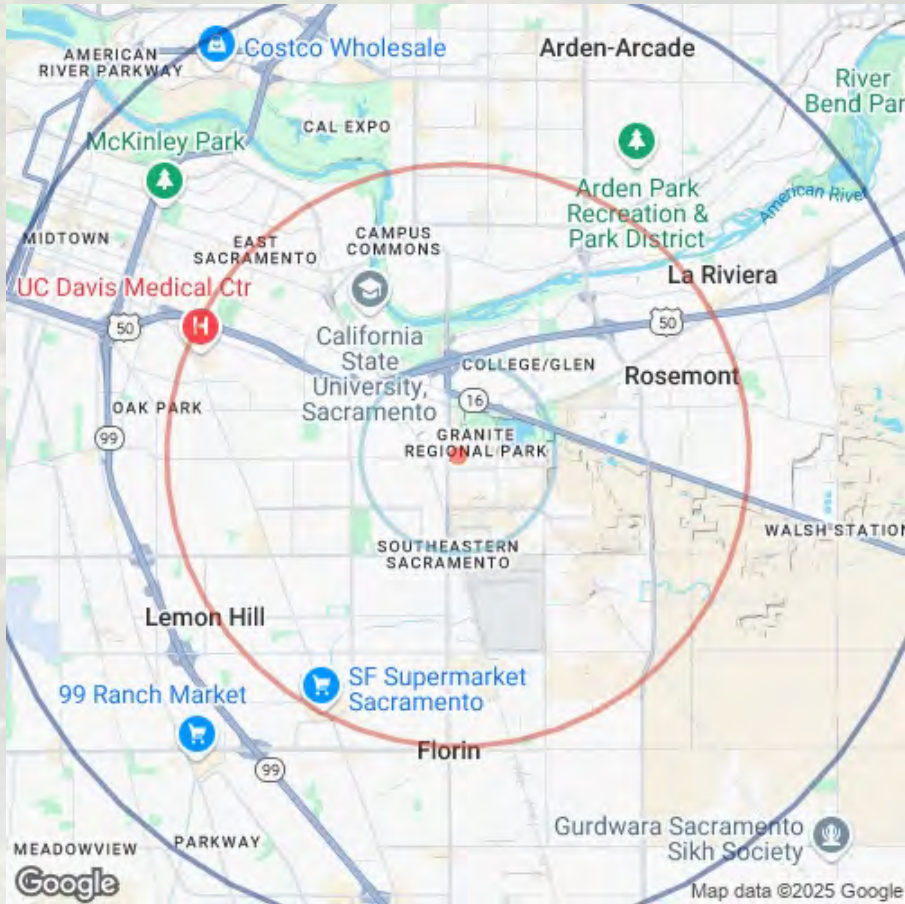 Costco Wholesale
Arden-Arcade
AMERICAN
RIVER PARKWAY
River
Bend Par
CAL EXPO
McKinley Park
Arden Park
Recreation &
Park District
American River
MIDTOWN
EAST
SACRAMENTO
CAMPUS
COMMONS
La Riviera
UC Davis Medical Ctr
H
50
50
California
State
University,
Sacramento
COLLEGE/GLEN
Rosemont
16
OAK PARK
99
GRANITE
REGIONAL PARK
WALSH STATION
SOUTHEASTERN
SACRAMENTO
Lemon Hill
SF Supermarket
Sacramento
99 Ranch Market
Florin
99
Gurdwara Sacramento
Sikh Society
PARKWAY
MEADOWVIEW
Google
Map data ©2025 Google